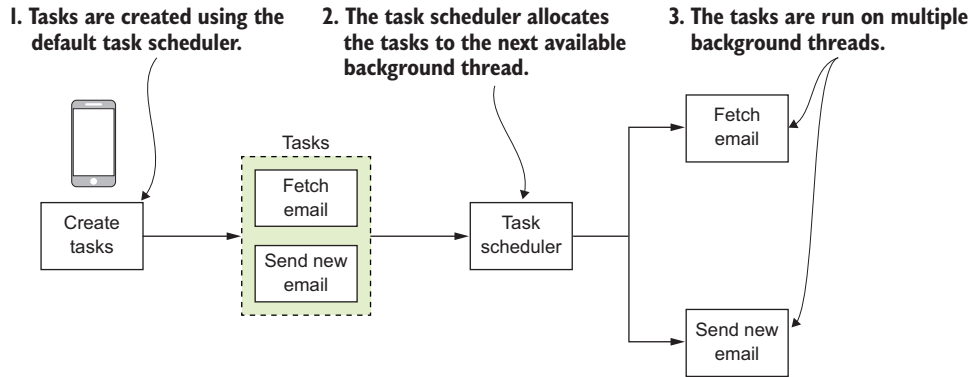 1. Tasks are created using the
default task scheduler.
2. The task scheduler allocates
the tasks to the next available
background thread.
3. The tasks are run on multiple
background threads.
Create
tasks
Tasks
Fetch
email
Send new
email
Task
scheduler
Fetch
email
Send new
email